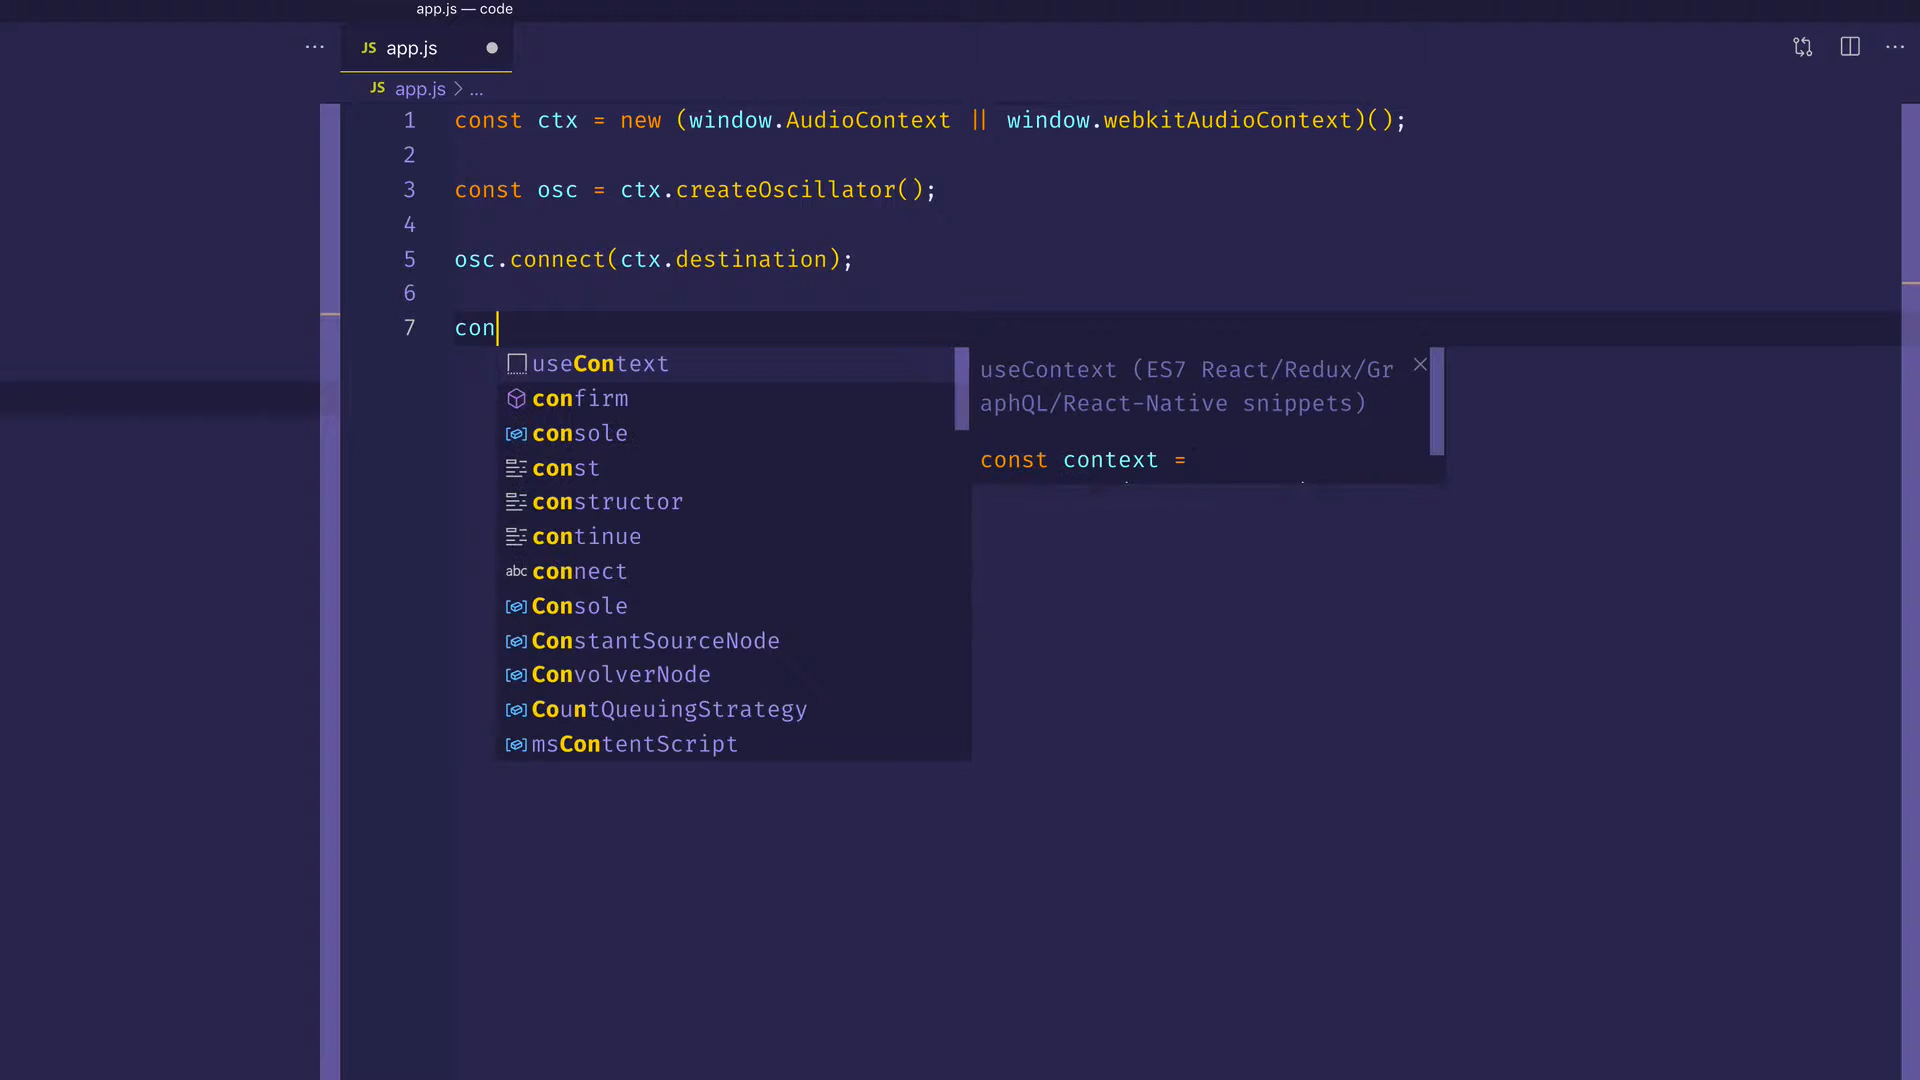 app.js — code
JS app.js
JS app.js > ...
1 const ctx = new (window.AudioContext || window.webkitAudioContext)();
2
3 const osc = ctx.createOscillator();
4
5 osc.connect(ctx.destination);
6
7 con
useContext
confirm
console
const
constructor
continue
abc connect
Console
ConstantSourceNode
ConvolverNode
CountQueuingStrategy
msContentScript
useContext (ES7 React/Redux/Gr
aphQL/React-Native snippets)
const context =